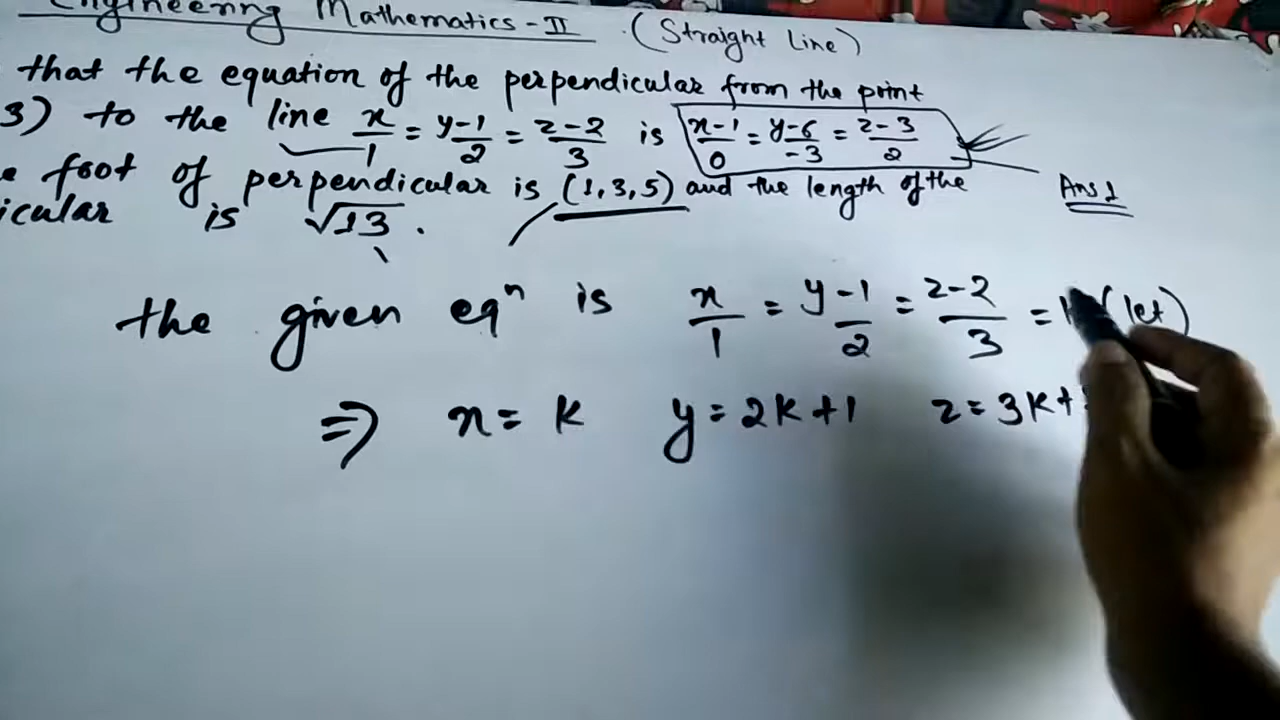 Engineering Mathematics - II (Straight Line)
that the equation of the perpendicular from the point
3) to the line x/1 = y-1/2 = z-2/3 is x-1/0 = y-6/-3 = z-3/2
foot of perpendicular is (1,3,5) and the length of the
icular is √13 .
Ans 1
the given eqⁿ is x/1 = y-1/2 = z-2/3 = (let)
⇒ x = k y = 2k+1 z = 3k+